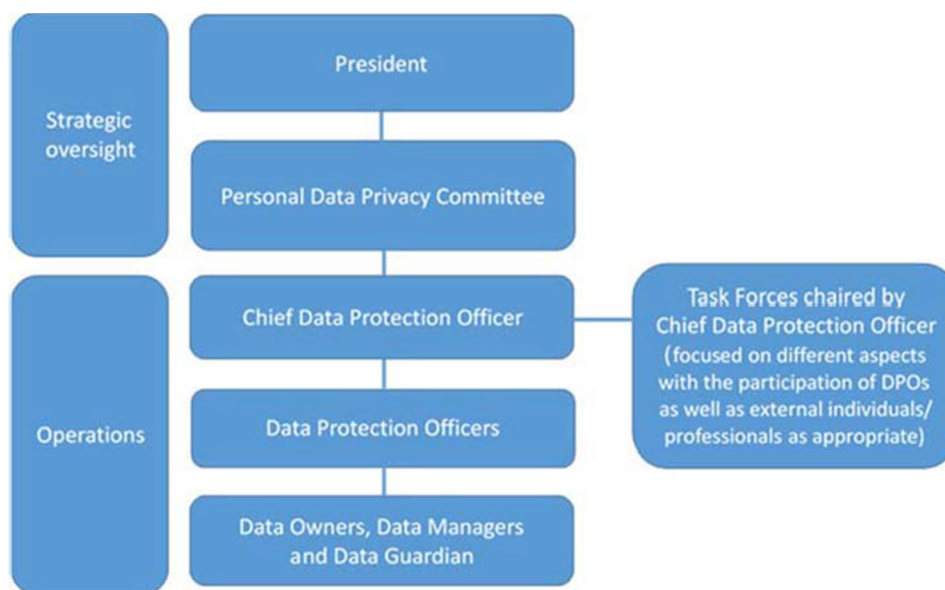 Strategic
oversight
President
Personal Data Privacy Committee
Operations
Chief Data Protection Officer
Data Protection Officers
Data Owners, Data Managers
and Data Guardian
Task Forces chaired by
Chief Data Protection Officer
(focused on different aspects
with the participation of DPOs
as well as external individuals/
professionals as appropriate)